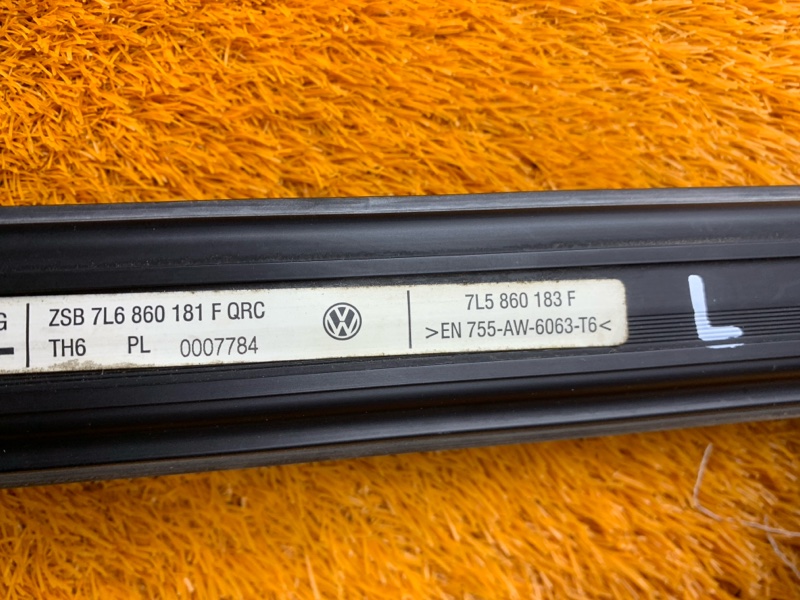 G
ZSB 7L6 860 181 F QRC
TH6 PL 0007784
7L5 860 183 F
>EN 755-AW-6063-T6<
L